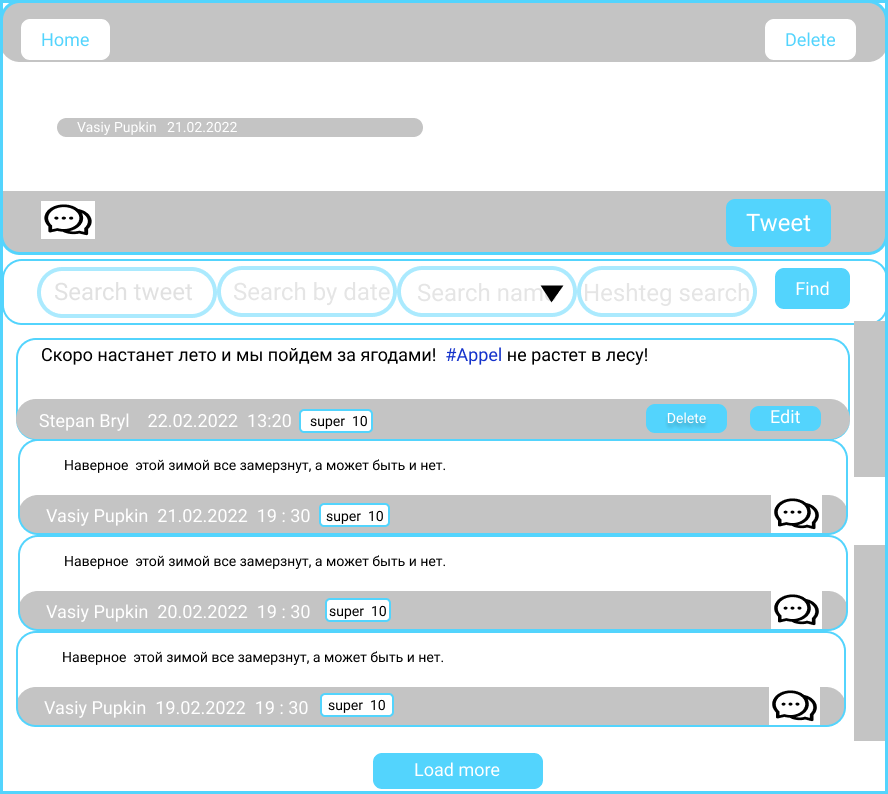 Home
Delete
Vasiy Pupkin 21.02.2022
Tweet
Search tweet
Search by date
Search nam
Heshteg search
Find
Скоро настанет лето и мы пойдем за ягодами! #Appel не растет в лесу!
Stepan Bryl 22.02.2022 13:20 super 10 Delete Edit
Наверное этой зимой все замерзнут, а может быть и нет.
Vasiy Pupkin 21.02.2022 19 : 30 super 10
Наверное этой зимой все замерзнут, а может быть и нет.
Vasiy Pupkin 20.02.2022 19 : 30 super 10
Наверное этой зимой все замерзнут, а может быть и нет.
Vasiy Pupkin 19.02.2022 19 : 30 super 10
Load more